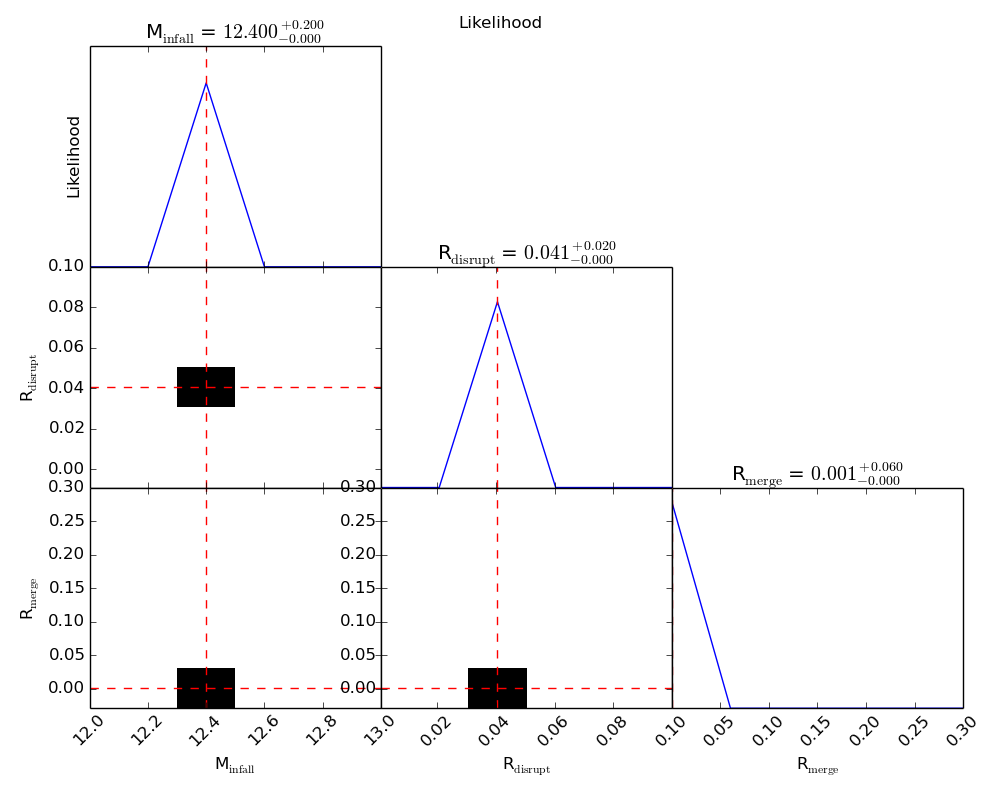 Likelihood
M_infall = 12.400 +0.200 -0.000
Likelihood
0.10
R_disrupt = 0.041 +0.020 -0.000
0.08
0.06
0.04
0.02
0.00
R_disrupt
0.30 0.30
R_merge = 0.001 +0.060 -0.000
0.25 0.25
0.20 0.20
0.15 0.15
0.10 0.10
0.05 0.05
0.00 0.00
R_merge
12.0 12.2 12.4 12.6 12.8 13.0 0.02 0.04 0.06 0.08 0.10 0.05 0.10 0.15 0.20 0.25 0.30
M_infall R_disrupt R_merge